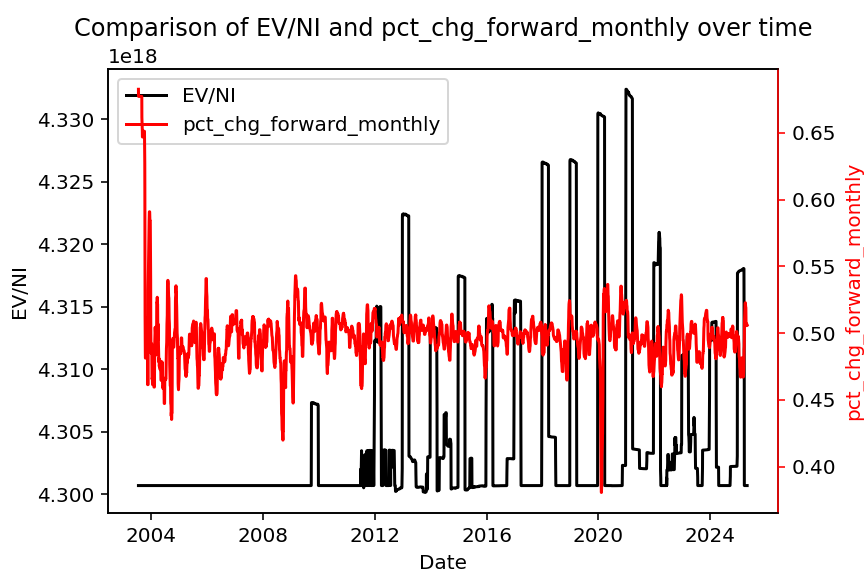 Comparison of EV/NI and pct_chg_forward_monthly over time
1e18
EV/NI
pct_chg_forward_monthly
4.330
4.325
4.320
4.315
4.310
4.305
4.300
EV/NI
0.65
0.60
0.55
0.50
0.45
0.40
pct_chg_forward_monthly
2004 2008 2012 2016 2020 2024
Date